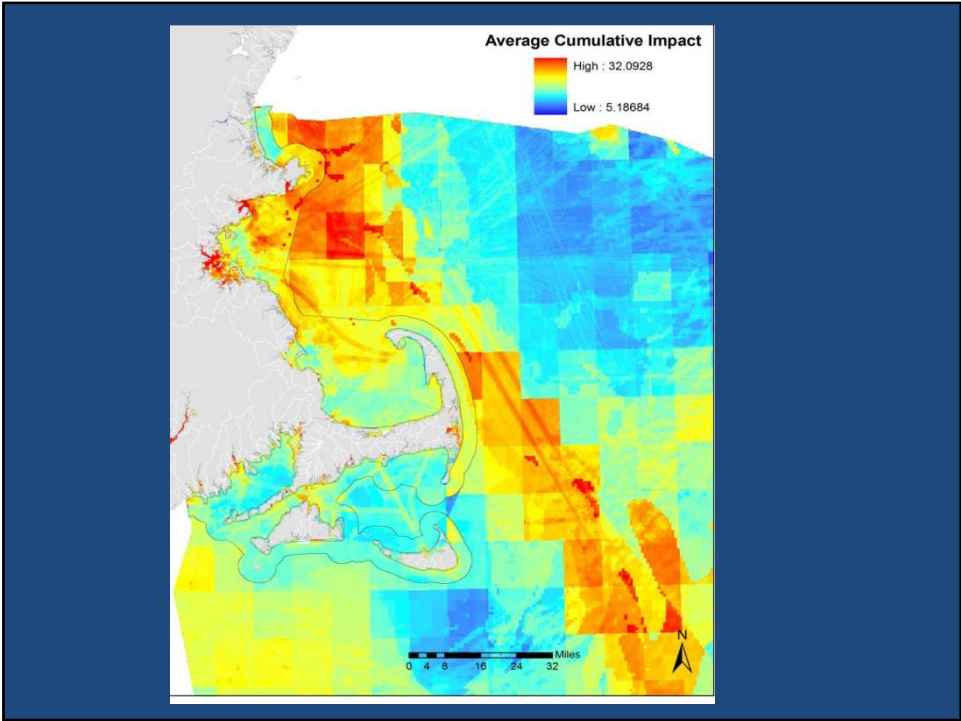 Average Cumulative Impact
High : 32.0928
Low : 5.18684
N
Miles
0 4 8 16 24 32